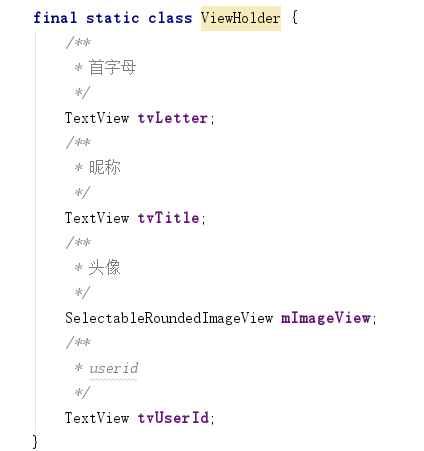 final static class ViewHolder {
/**
* 首字母
*/
TextView tvLetter;
/**
* 昵称
*/
TextView tvTitle;
/**
* 头像
*/
SelectableRoundedImageView mImageView;
/**
* userid
*/
TextView tvUserId;
}